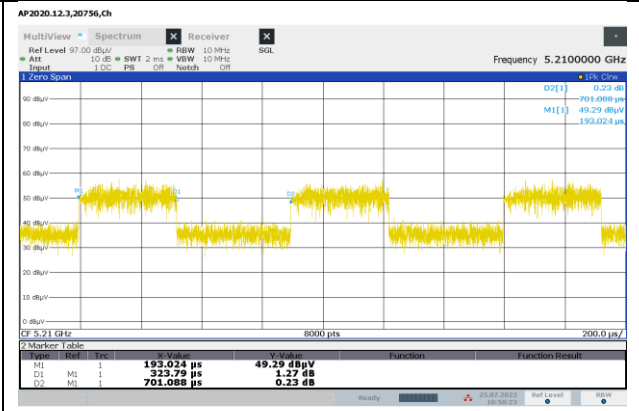 AP2020.12.3,20756,Ch
MultiView Spectrum X Receiver X
Ref Level 97.00 dBµV RBW 10 MHz SGL
Att 10 dB SWT 2 ms VBW 10 MHz Frequency 5.2100000 GHz
Input 1 DC PS Off Notch Off
1 Zero Span 1Pk Clrw
D2[1] 0.23 dB
701.088 µs
M1[1] 49.29 dBµV
193.024 µs
90 dBµV
80 dBµV
70 dBµV
60 dBµV
M1 D1 D2
50 dBµV
40 dBµV
30 dBµV
20 dBµV
10 dBµV
0 dBµV
CF 5.21 GHz 8000 pts 200.0 µs/
2 Marker Table
Type Ref Trc X-Value Y-Value Function Function Result
M1 1 193.024 µs 49.29 dBµV
D1 M1 1 323.79 µs 1.27 dB
D2 M1 1 701.088 µs 0.23 dB
Ready 25.07.2022 Ref Level RBW
18:50:23